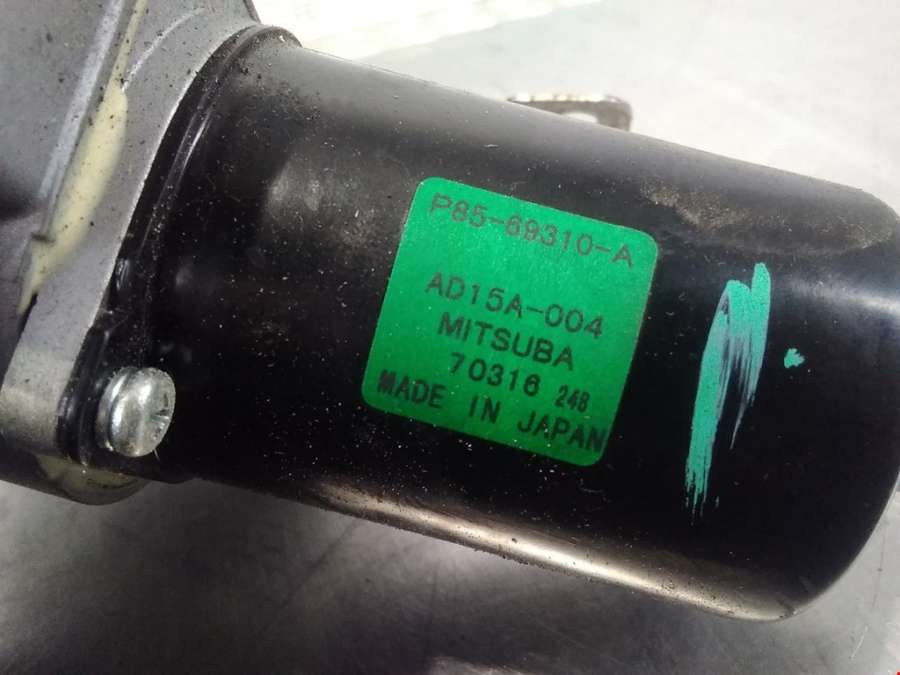 P85-69310-A
AD15A-004
MITSUBA
70316 248
MADE IN JAPAN